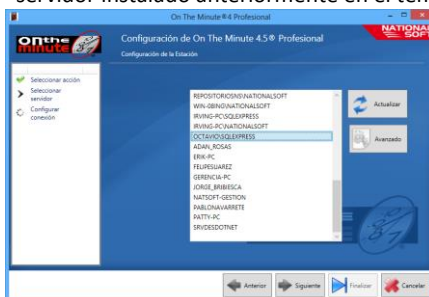 servidor instalado anteriormente en el
On The Minute®4 Profesional
ONthe minute
Configuración de On The Minute 4.5® Profesional
Configuración de la Estación
NATIONAL SOFT
Seleccionar acción
Seleccionar servidor
Configurar conexión
REPOSITORIOSNS\NATIONALSOFT
WIN-0BING\NATIONALSOFT
IRVING-PC\SQLEXPRESS
IRVING-PC\NATIONALSOFT
OCTAVIO\SQLEXPRESS
ADAN_ROSAS
ERIK-PC
FELIPESUAREZ
GERENCIA-PC
JORGE_BRIBIESCA
NATSOFT-GESTION
PABLONAVARRETE
PATTY-PC
SRVDESDOTNET
Actualizar
Avanzado
Anterior
Siguiente
Finalizar
Cancelar